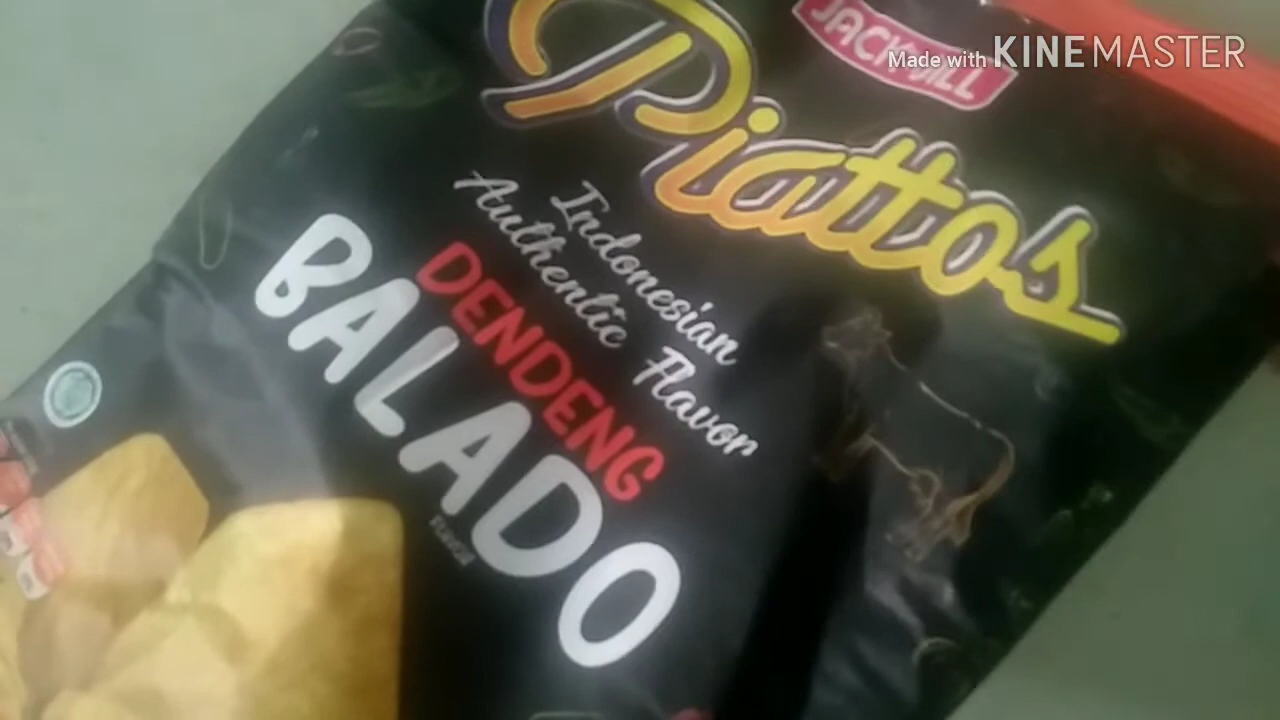 JACK 'n JILL
Made with KINEMASTER
Piattos
Indonesian
Authentic Flavor
DENDENG
BALADO